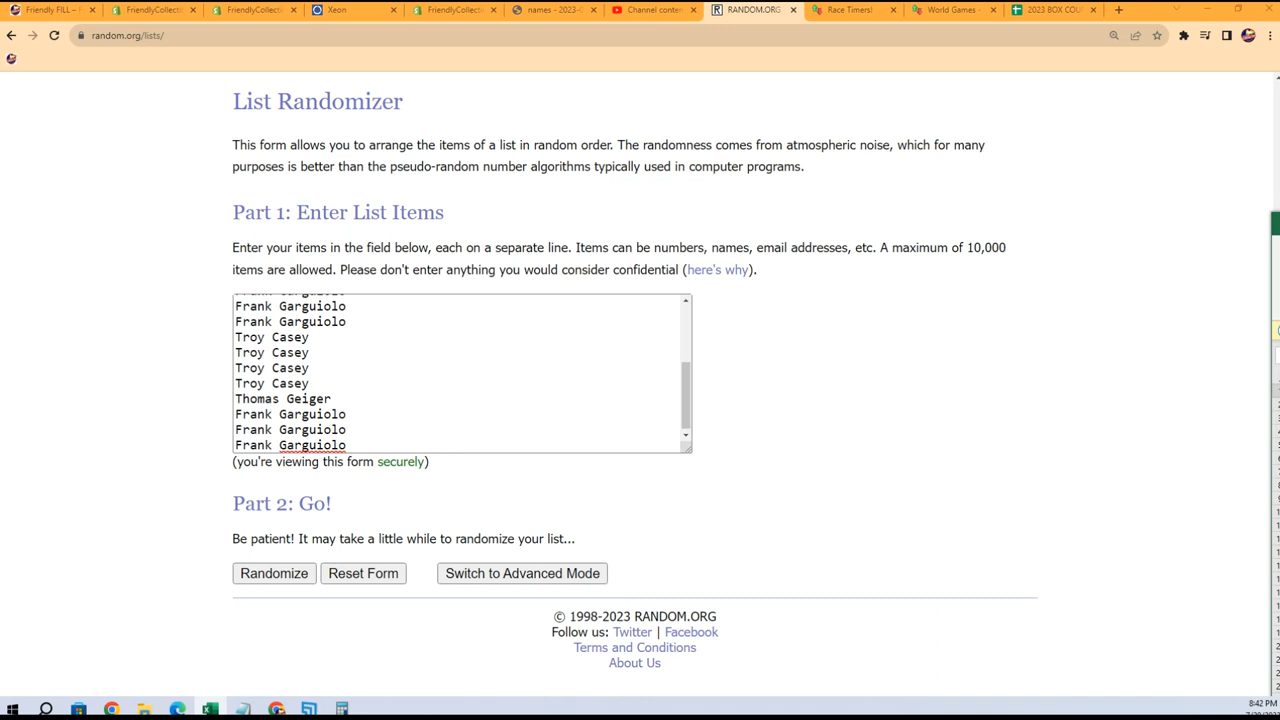 Friendly FILL – F
FriendlyCollecti
FriendlyCollecti
Xeon
FriendlyCollecti
names - 2023-0
Channel conten
RANDOM.ORG
Race Timers!
World Games -
2023 BOX COU
random.org/lists/
List Randomizer
This form allows you to arrange the items of a list in random order. The randomness comes from atmospheric noise, which for many
purposes is better than the pseudo-random number algorithms typically used in computer programs.
Part 1: Enter List Items
Enter your items in the field below, each on a separate line. Items can be numbers, names, email addresses, etc. A maximum of 10,000
items are allowed. Please don't enter anything you would consider confidential (here's why).
Frank Garguiolo
Frank Garguiolo
Troy Casey
Troy Casey
Troy Casey
Troy Casey
Thomas Geiger
Frank Garguiolo
Frank Garguiolo
Frank Garguiolo
(you're viewing this form securely)
Part 2: Go!
Be patient! It may take a little while to randomize your list...
Randomize Reset Form Switch to Advanced Mode
© 1998-2023 RANDOM.ORG
Follow us: Twitter | Facebook
Terms and Conditions
About Us
8:42 PM